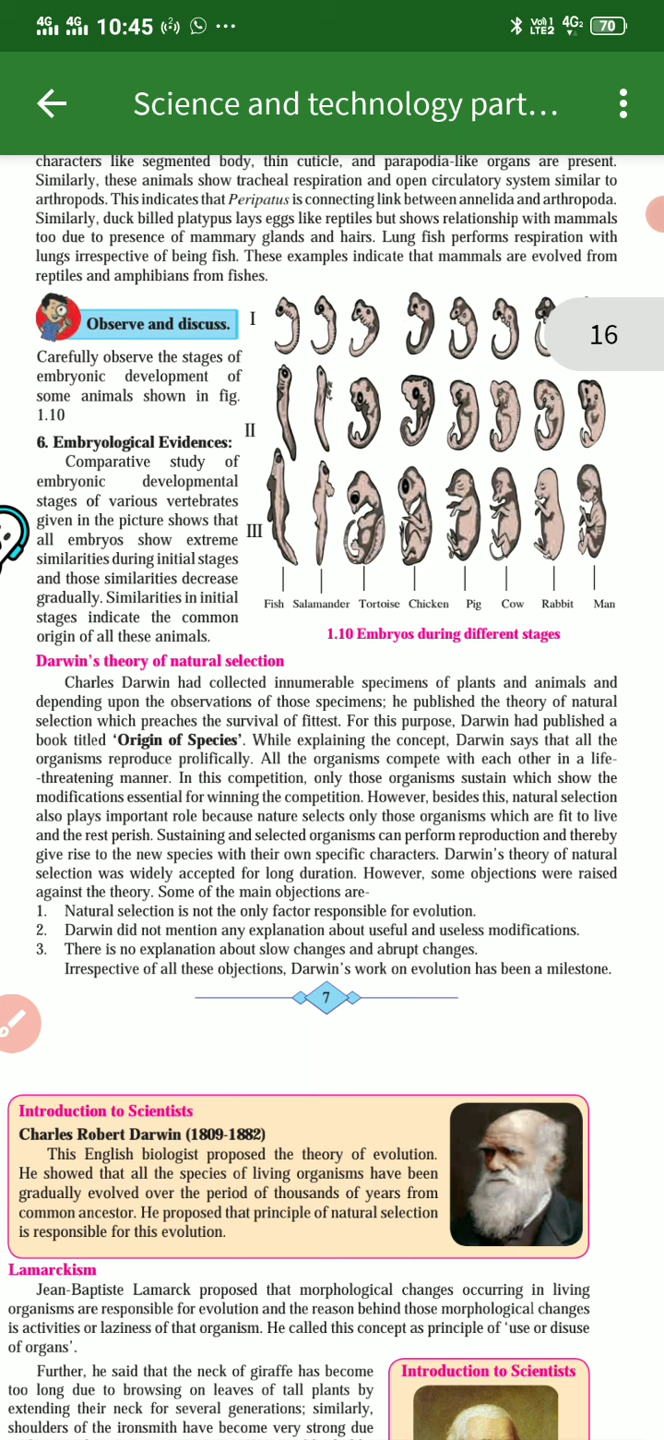 4G 4G 10:45 Vo)) 1 LTE2 4G2 70
Science and technology part...
characters like segmented body, thin cuticle, and parapodia-like organs are present.
Similarly, these animals show tracheal respiration and open circulatory system similar to
arthropods. This indicates that Peripatus is connecting link between annelida and arthropoda.
Similarly, duck billed platypus lays eggs like reptiles but shows relationship with mammals
too due to presence of mammary glands and hairs. Lung fish performs respiration with
lungs irrespective of being fish. These examples indicate that mammals are evolved from
reptiles and amphibians from fishes.
Observe and discuss.
Carefully observe the stages of
embryonic development of
some animals shown in fig.
1.10
6. Embryological Evidences:
Comparative study of
embryonic developmental
stages of various vertebrates
given in the picture shows that
all embryos show extreme
similarities during initial stages
and those similarities decrease
gradually. Similarities in initial
stages indicate the common
origin of all these animals.
I
16
II
III
Fish Salamander Tortoise Chicken Pig Cow Rabbit Man
1.10 Embryos during different stages
Darwin's theory of natural selection
Charles Darwin had collected innumerable specimens of plants and animals and
depending upon the observations of those specimens; he published the theory of natural
selection which preaches the survival of fittest. For this purpose, Darwin had published a
book titled ‘Origin of Species’. While explaining the concept, Darwin says that all the
organisms reproduce prolifically. All the organisms compete with each other in a life-
-threatening manner. In this competition, only those organisms sustain which show the
modifications essential for winning the competition. However, besides this, natural selection
also plays important role because nature selects only those organisms which are fit to live
and the rest perish. Sustaining and selected organisms can perform reproduction and thereby
give rise to the new species with their own specific characters. Darwin's theory of natural
selection was widely accepted for long duration. However, some objections were raised
against the theory. Some of the main objections are-
1. Natural selection is not the only factor responsible for evolution.
2. Darwin did not mention any explanation about useful and useless modifications.
3. There is no explanation about slow changes and abrupt changes.
Irrespective of all these objections, Darwin's work on evolution has been a milestone.
7
Introduction to Scientists
Charles Robert Darwin (1809-1882)
This English biologist proposed the theory of evolution.
He showed that all the species of living organisms have been
gradually evolved over the period of thousands of years from
common ancestor. He proposed that principle of natural selection
is responsible for this evolution.
Lamarckism
Jean-Baptiste Lamarck proposed that morphological changes occurring in living
organisms are responsible for evolution and the reason behind those morphological changes
is activities or laziness of that organism. He called this concept as principle of ‘use or disuse
of organs’.
Further, he said that the neck of giraffe has become
too long due to browsing on leaves of tall plants by
extending their neck for several generations; similarly,
shoulders of the ironsmith have become very strong due
Introduction to Scientists